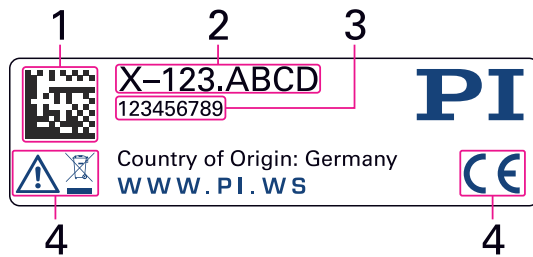 1 2 3
X–123.ABCD
123456789
PI
Country of Origin: Germany
WWW.PI.WS
CE
4 4